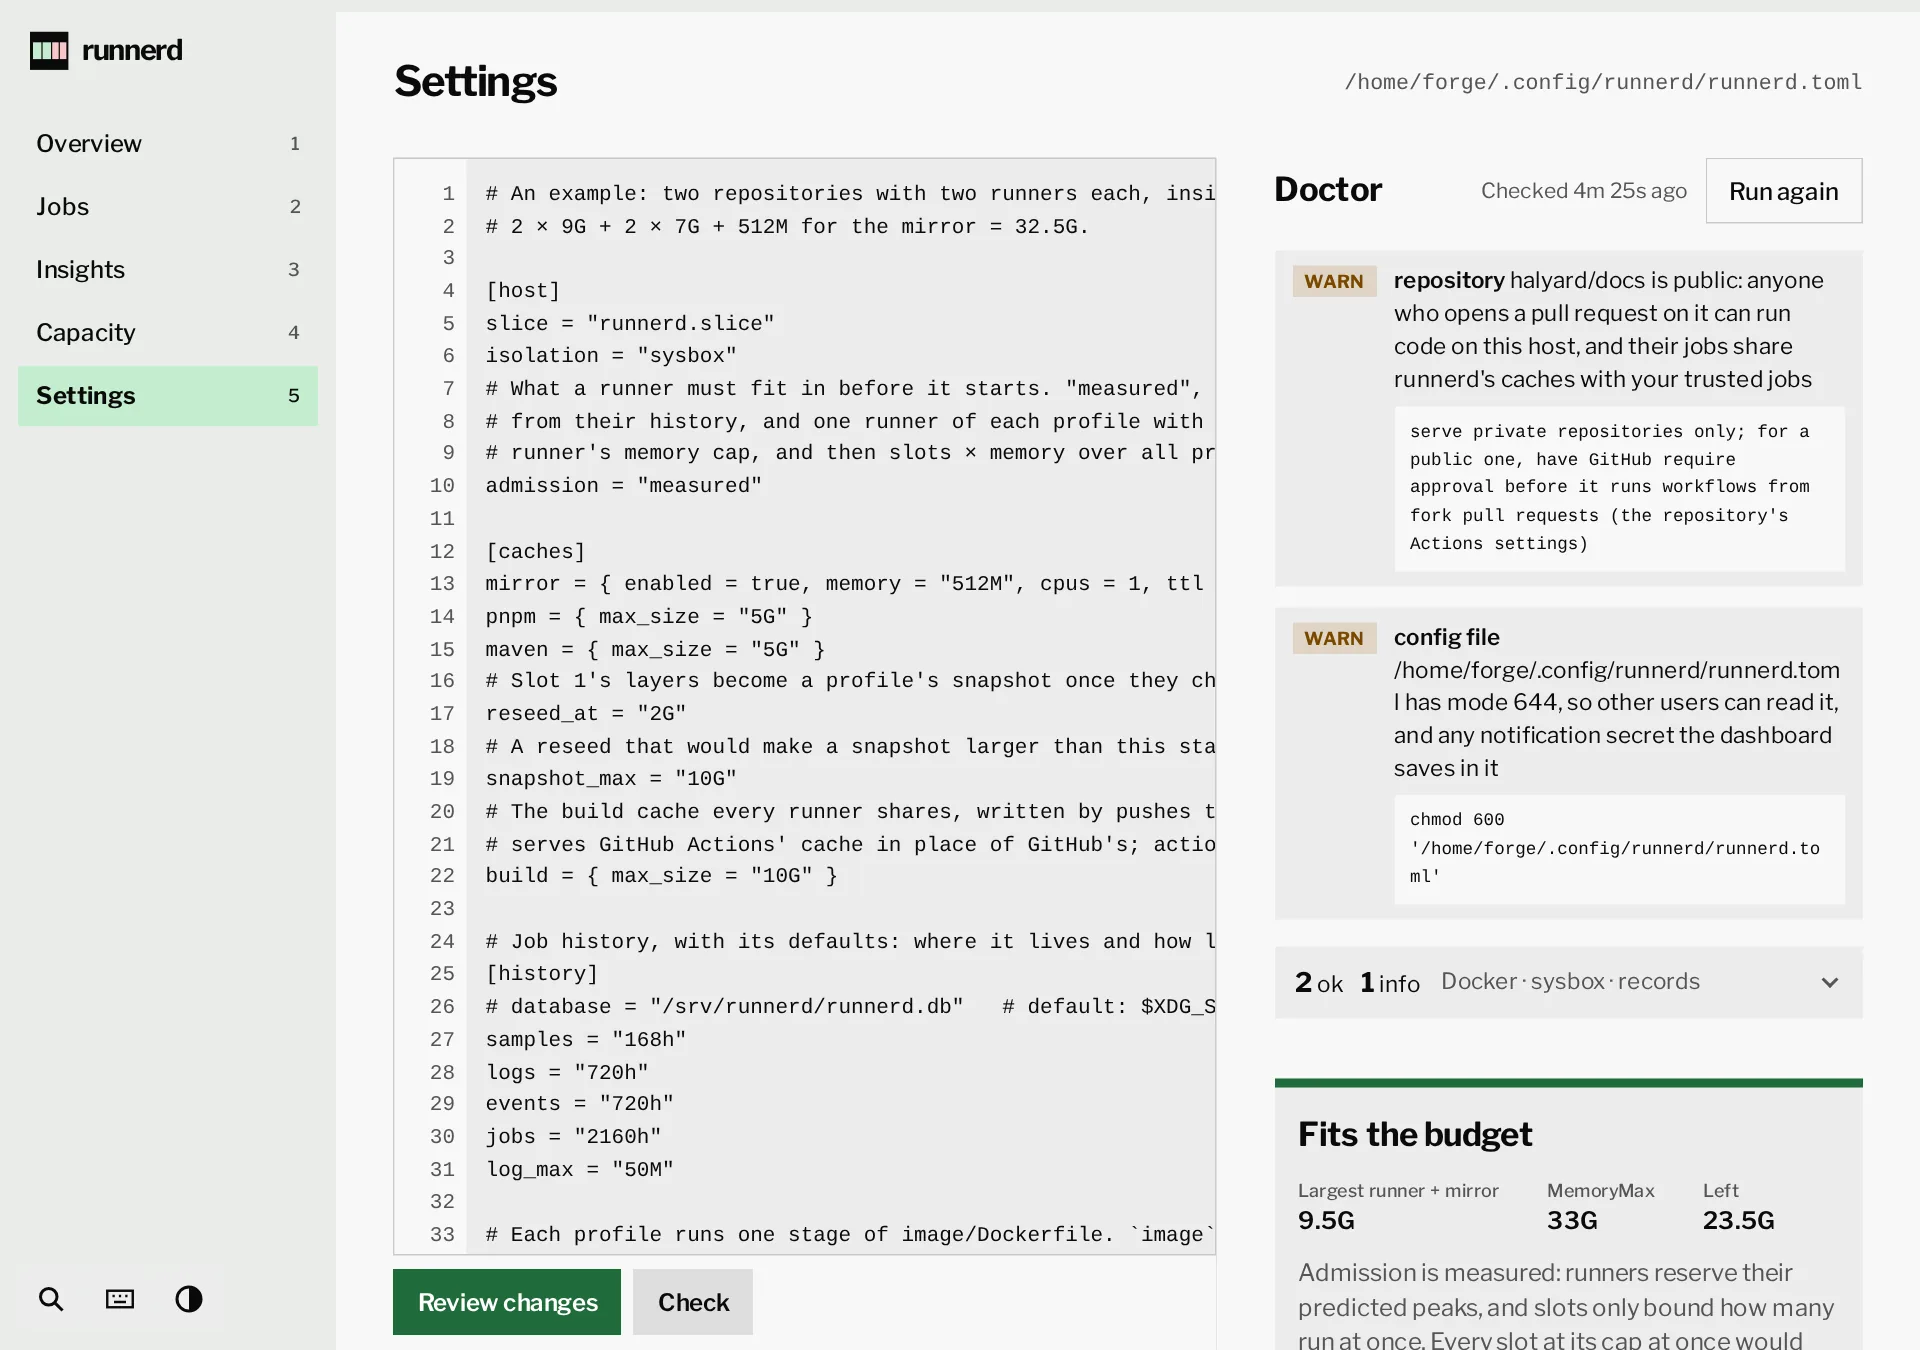 runnerd
Overview 1
Jobs 2
Insights 3
Capacity 4
Settings 5
Settings
/home/forge/.config/runnerd/runnerd.toml
1 # An example: two repositories with two runners each, insi
2 # 2 × 9G + 2 × 7G + 512M for the mirror = 32.5G.
3
4 [host]
5 slice = "runnerd.slice"
6 isolation = "sysbox"
7 # What a runner must fit in before it starts. "measured",
8 # from their history, and one runner of each profile with
9 # runner's memory cap, and then slots × memory over all pr
10 admission = "measured"
11
12 [caches]
13 mirror = { enabled = true, memory = "512M", cpus = 1, ttl
14 pnpm = { max_size = "5G" }
15 maven = { max_size = "5G" }
16 # Slot 1's layers become a profile's snapshot once they ch
17 reseed_at = "2G"
18 # A reseed that would make a snapshot larger than this sta
19 snapshot_max = "10G"
20 # The build cache every runner shares, written by pushes t
21 # serves GitHub Actions' cache in place of GitHub's; actio
22 build = { max_size = "10G" }
23
24 # Job history, with its defaults: where it lives and how l
25 [history]
26 # database = "/srv/runnerd/runnerd.db"   # default: $XDG_S
27 samples = "168h"
28 logs = "720h"
29 events = "720h"
30 jobs = "2160h"
31 log_max = "50M"
32
33 # Each profile runs one stage of image/Dockerfile. `image`
Review changes
Check
Doctor
Checked 4m 25s ago
Run again
WARN
repository halyard/docs is public: anyone
who opens a pull request on it can run
code on this host, and their jobs share
runnerd's caches with your trusted jobs
serve private repositories only; for a
public one, have GitHub require
approval before it runs workflows from
fork pull requests (the repository's
Actions settings)
WARN
config file
/home/forge/.config/runnerd/runnerd.tom
l has mode 644, so other users can read it,
and any notification secret the dashboard
saves in it
chmod 600
'/home/forge/.config/runnerd/runnerd.to
ml'
2 ok 1 info Docker · sysbox · records
Fits the budget
Largest runner + mirror MemoryMax Left
9.5G 33G 23.5G
Admission is measured: runners reserve their
predicted peaks, and slots only bound how many
run at once. Every slot at its cap at once would